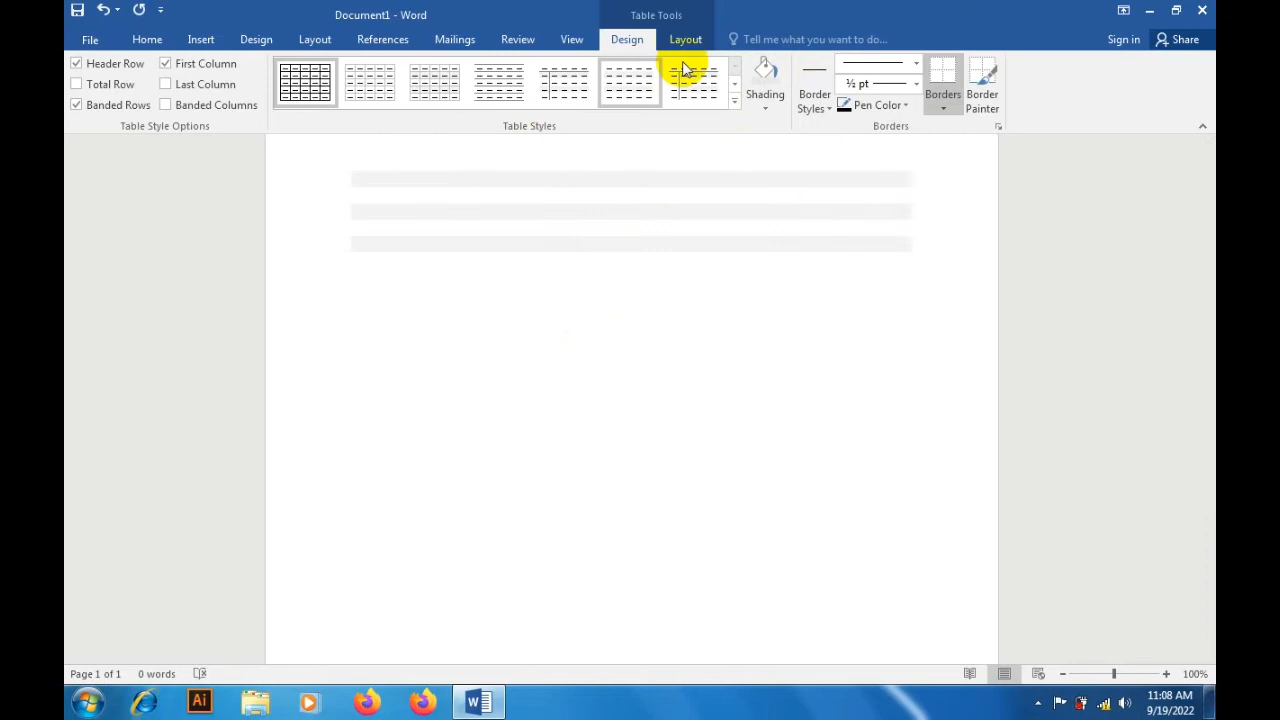 Document1 - Word
Table Tools
File Home Insert Design Layout References Mailings Review View Design Layout Tell me what you want to do... Sign in Share
Header Row First Column
Total Row Last Column
Banded Rows Banded Columns
Table Style Options
Table Styles
Shading
Border Styles
½ pt
Pen Color
Borders
Border Painter
Borders
Page 1 of 1 0 words 100%
Ai
W
11:08 AM
9/19/2022